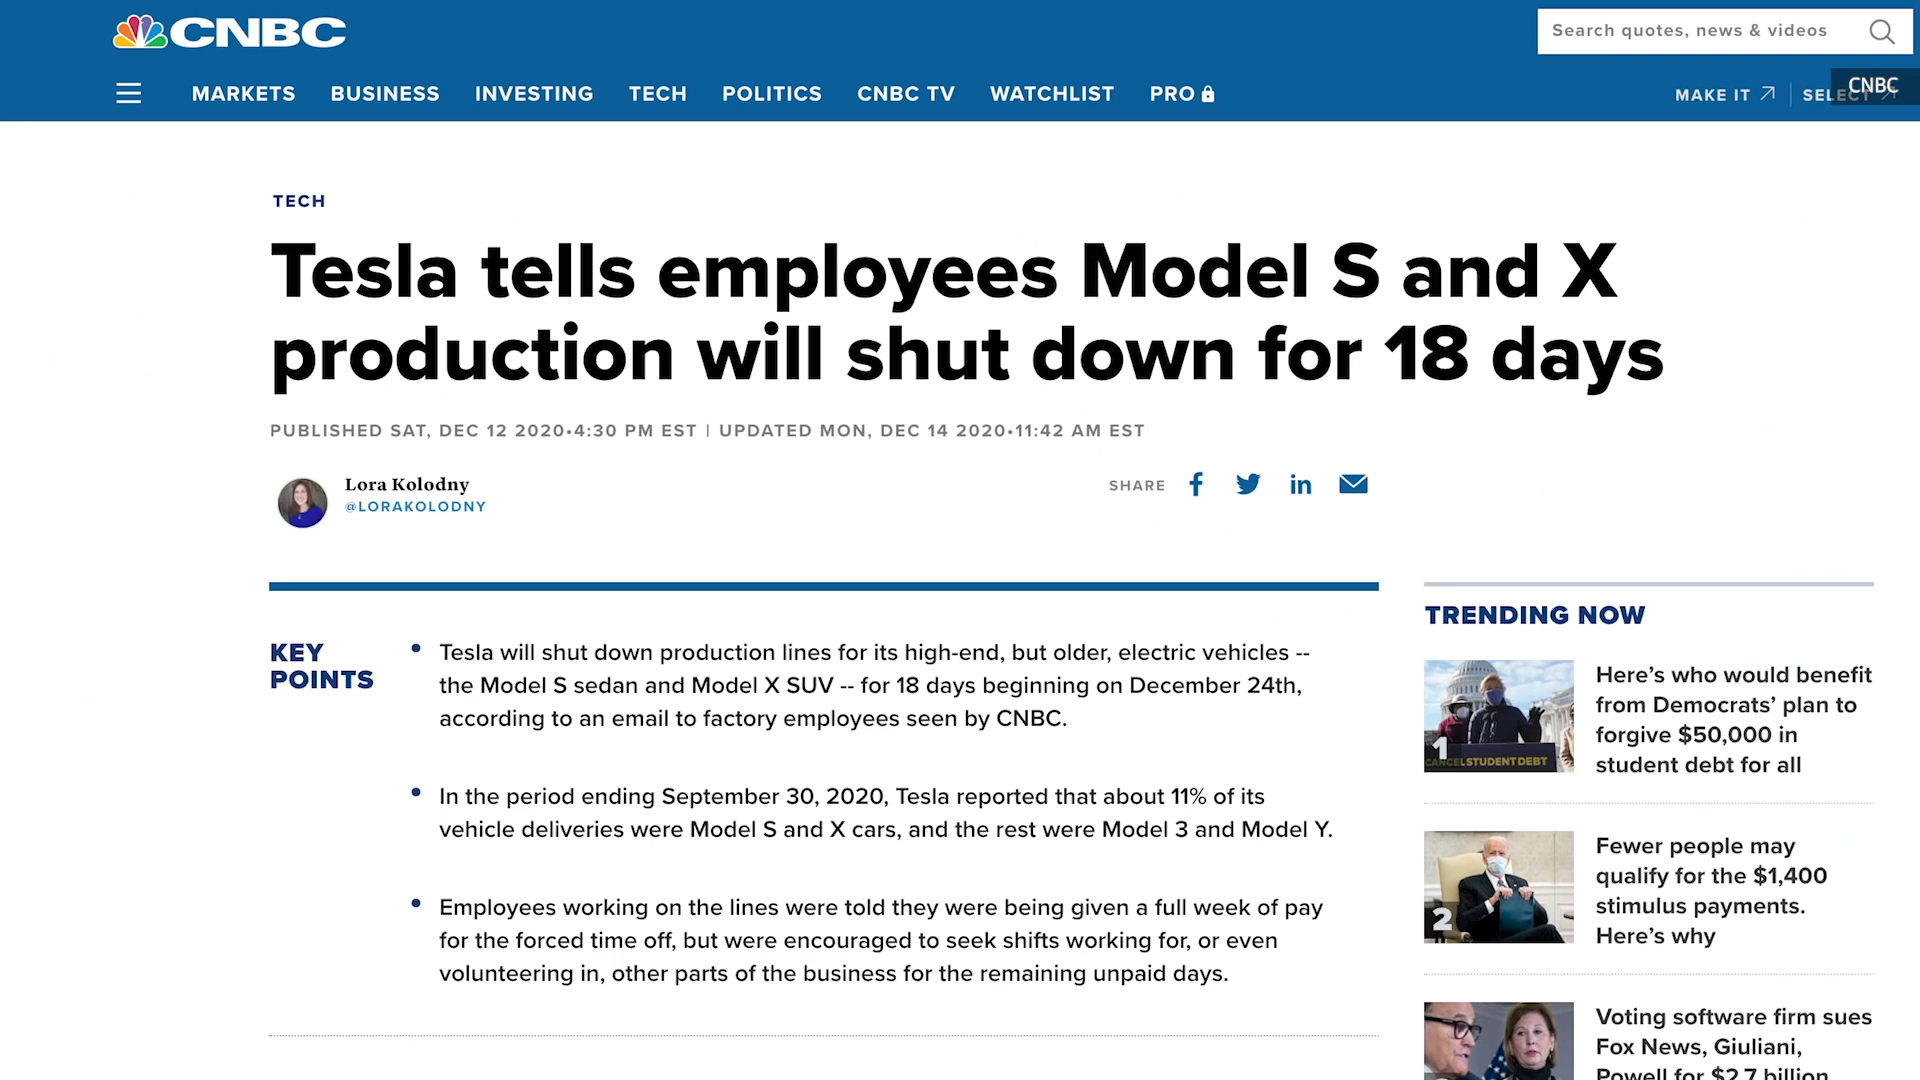 CNBC
Search quotes, news & videos
MARKETS BUSINESS INVESTING TECH POLITICS CNBC TV WATCHLIST PRO
MAKE IT SELECT
CNBC
TECH
Tesla tells employees Model S and X
production will shut down for 18 days
PUBLISHED SAT, DEC 12 2020•4:30 PM EST | UPDATED MON, DEC 14 2020•11:42 AM EST
Lora Kolodny
@LORAKOLODNY
SHARE
KEY
POINTS
• Tesla will shut down production lines for its high-end, but older, electric vehicles --
the Model S sedan and Model X SUV -- for 18 days beginning on December 24th,
according to an email to factory employees seen by CNBC.
• In the period ending September 30, 2020, Tesla reported that about 11% of its
vehicle deliveries were Model S and X cars, and the rest were Model 3 and Model Y.
• Employees working on the lines were told they were being given a full week of pay
for the forced time off, but were encouraged to seek shifts working for, or even
volunteering in, other parts of the business for the remaining unpaid days.
TRENDING NOW
1
CANCEL STUDENT DEBT
Here's who would benefit
from Democrats' plan to
forgive $50,000 in
student debt for all
2
Fewer people may
qualify for the $1,400
stimulus payments.
Here's why
Voting software firm sues
Fox News, Giuliani,
Powell for $2.7 billion